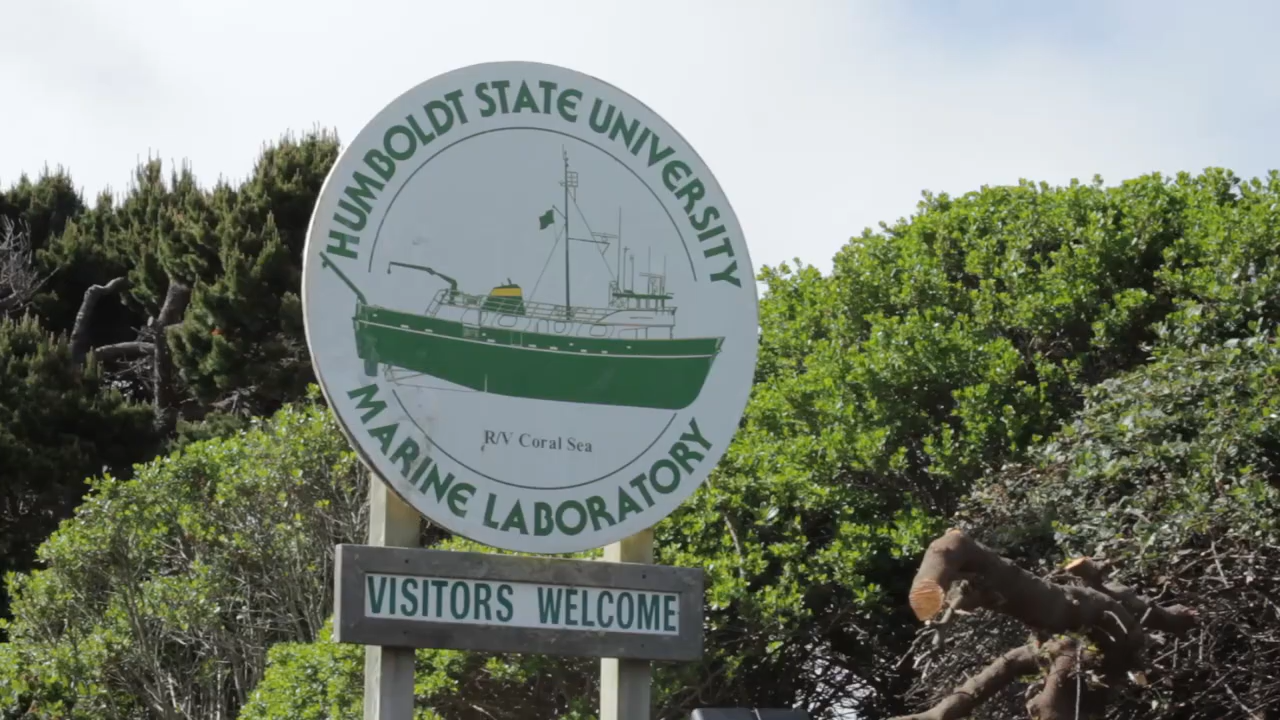 HUMBOLDT STATE UNIVERSITY
R/V Coral Sea
MARINE LABORATORY
VISITORS WELCOME